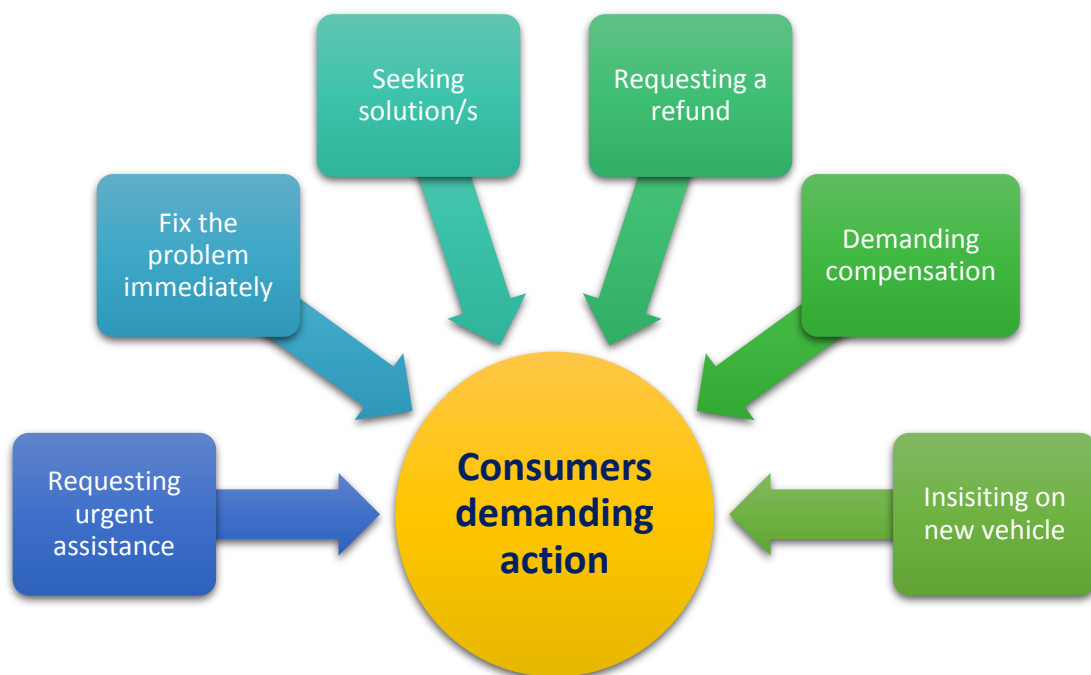 Seeking
solution/s
Requesting a
refund
Fix the
problem
immediately
Demanding
compensation
Requesting
urgent
assistance
Consumers
demanding
action
Insisiting on
new vehicle